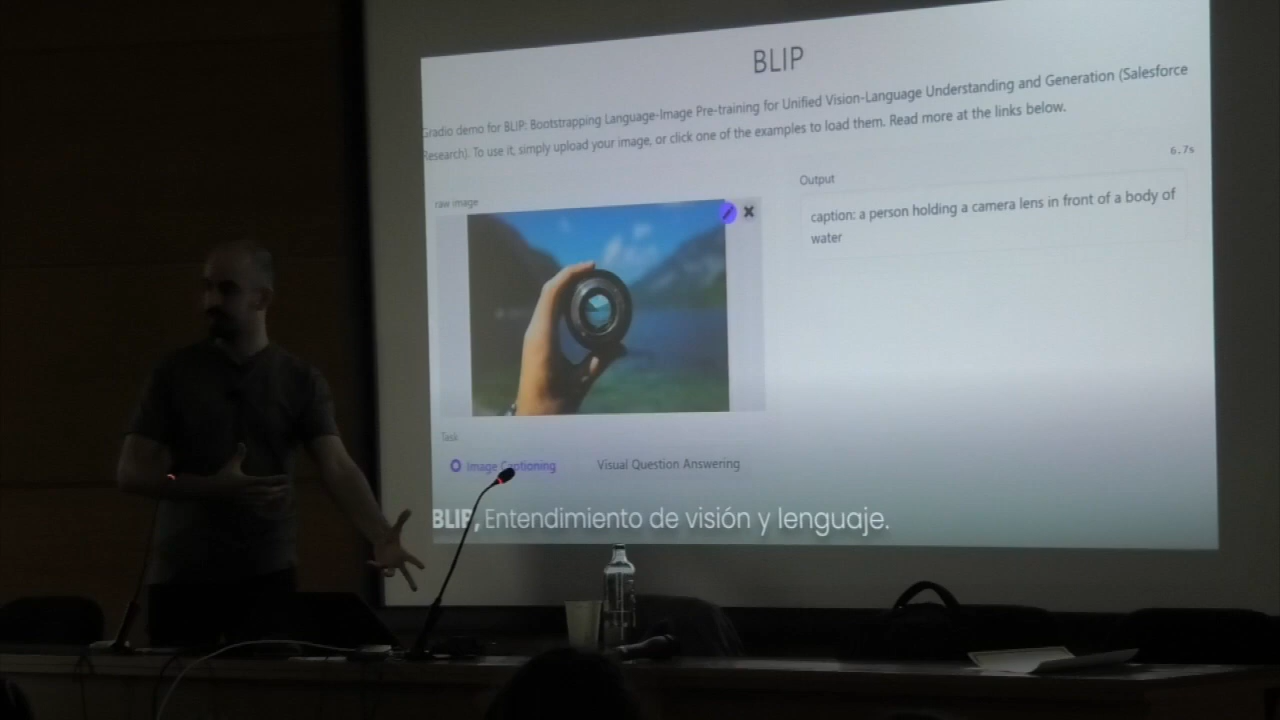 BLIP
Gradio demo for BLIP: Bootstrapping Language-Image Pre-training for Unified Vision-Language Understanding and Generation (Salesforce
Research). To use it, simply upload your image, or click one of the examples to load them. Read more at the links below.
6.7s
raw image
Output
caption: a person holding a camera lens in front of a body of
water
Task
Image Captioning
Visual Question Answering
BLIP, Entendimiento de visión y lenguaje.